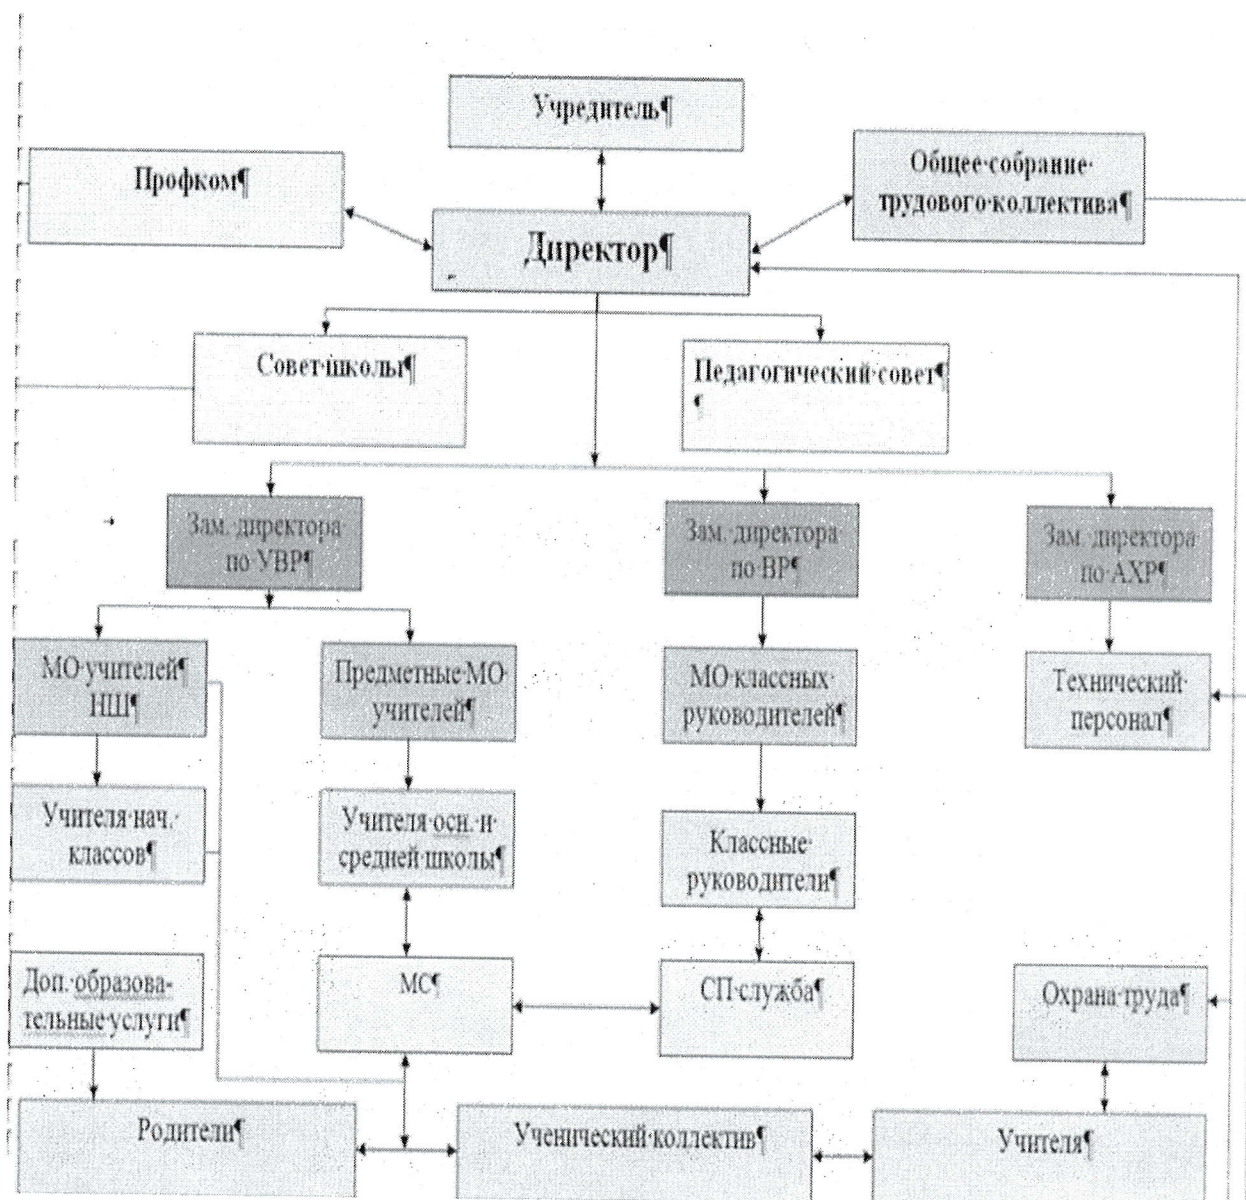 Учредитель¶
Профком¶
Общее·собрание·
трудового·коллектива¶
Директор¶
Совет·школы¶
Педагогический·совет¶
¶
Зам.·директора
по·УВР¶
Зам.·директора·
по·ВР¶
Зам.·директора
по·АХР¶
МО·учителей¶
НШ¶
Предметные·МО·
учителей¶
МО·классных·
руководителей¶
Технический·
персонал¶
Учителя·нач.·
классов¶
Учителя·осн.·и·
средней·школы¶
Классные·
руководители¶
Доп.·образова-
тельные·услуги¶
МС¶
СП·служба¶
Охрана·труда¶
Родители¶
Ученический·коллектив¶
Учителя¶